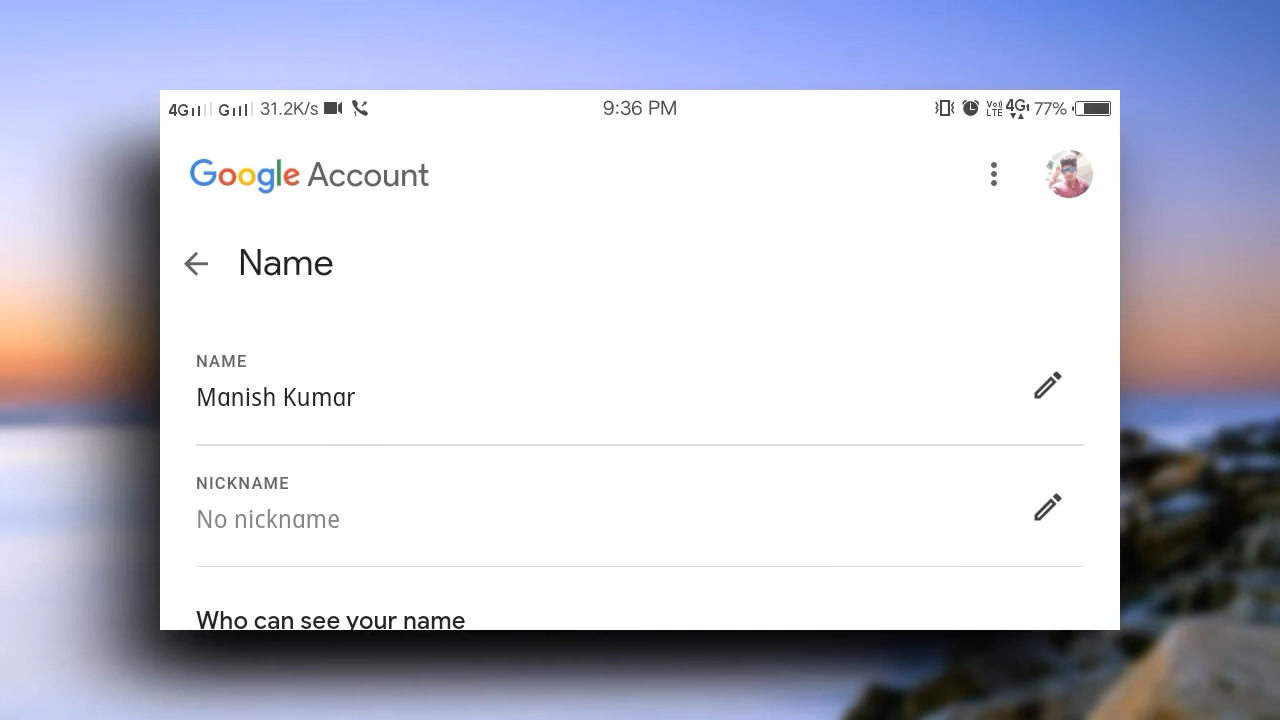 4G G 31.2K/s 9:36 PM Vo)) LTE 4G 77%
Google Account
Name
NAME
Manish Kumar
NICKNAME
No nickname
Who can see your name